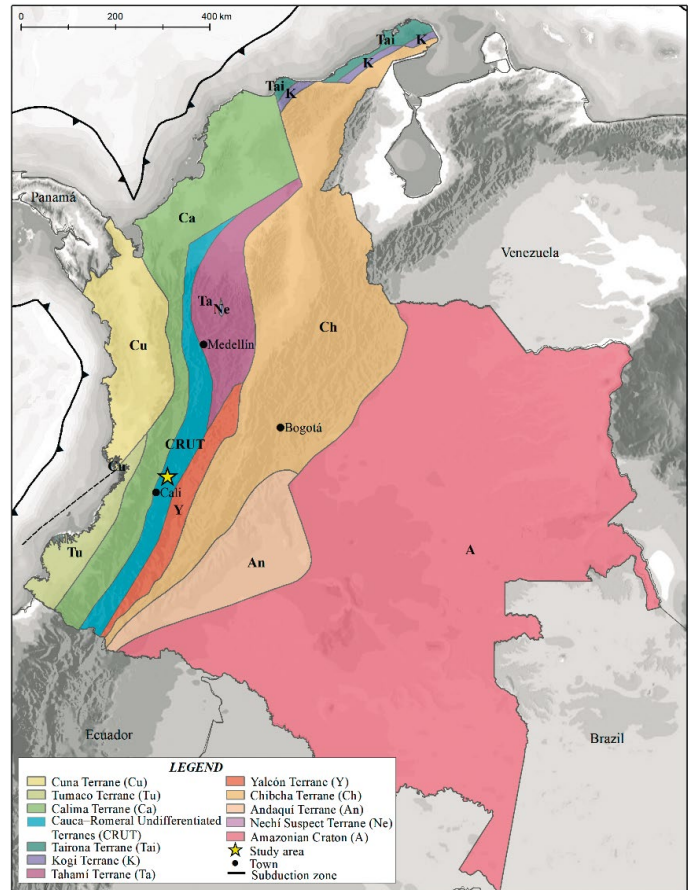 0 200 400 km
Tai
K
K
Tai
K
Panamá
Ca
Venezuela
Ta
Ne
Ch
Cu
Medellín
Bogotá
CRUT
Cu
Cali
Y
Tu
An
A
Ecuador
Brazil
LEGEND
Cuna Terrane (Cu)
Tumaco Terrane (Tu)
Calima Terrane (Ca)
Cauca–Romeral Undifferentiated
Terranes (CRUT)
Tairona Terrane (Tai)
Kogi Terrane (K)
Tahamí Terrane (Ta)
Yalcón Terrane (Y)
Chibcha Terrane (Ch)
Andaquí Terrane (An)
Nechí Suspect Terrane (Ne)
Amazonian Craton (A)
Study area
Town
Subduction zone